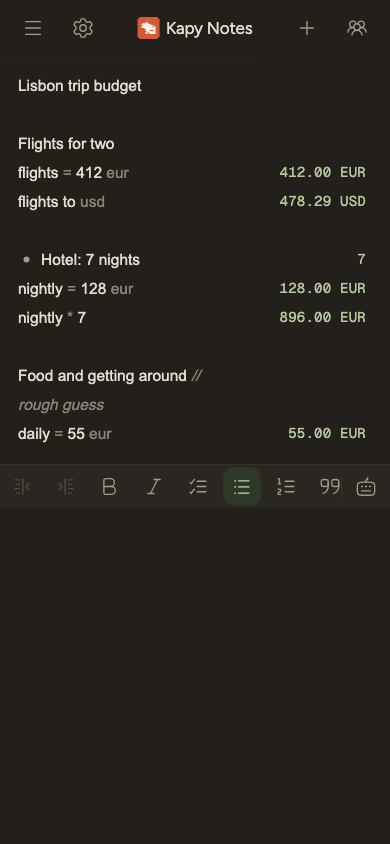 Kapy Notes
Lisbon trip budget
Flights for two
flights = 412 eur 412.00 EUR
flights to usd 478.29 USD
• Hotel: 7 nights 7
nightly = 128 eur 128.00 EUR
nightly * 7 896.00 EUR
Food and getting around //
rough guess
daily = 55 eur 55.00 EUR